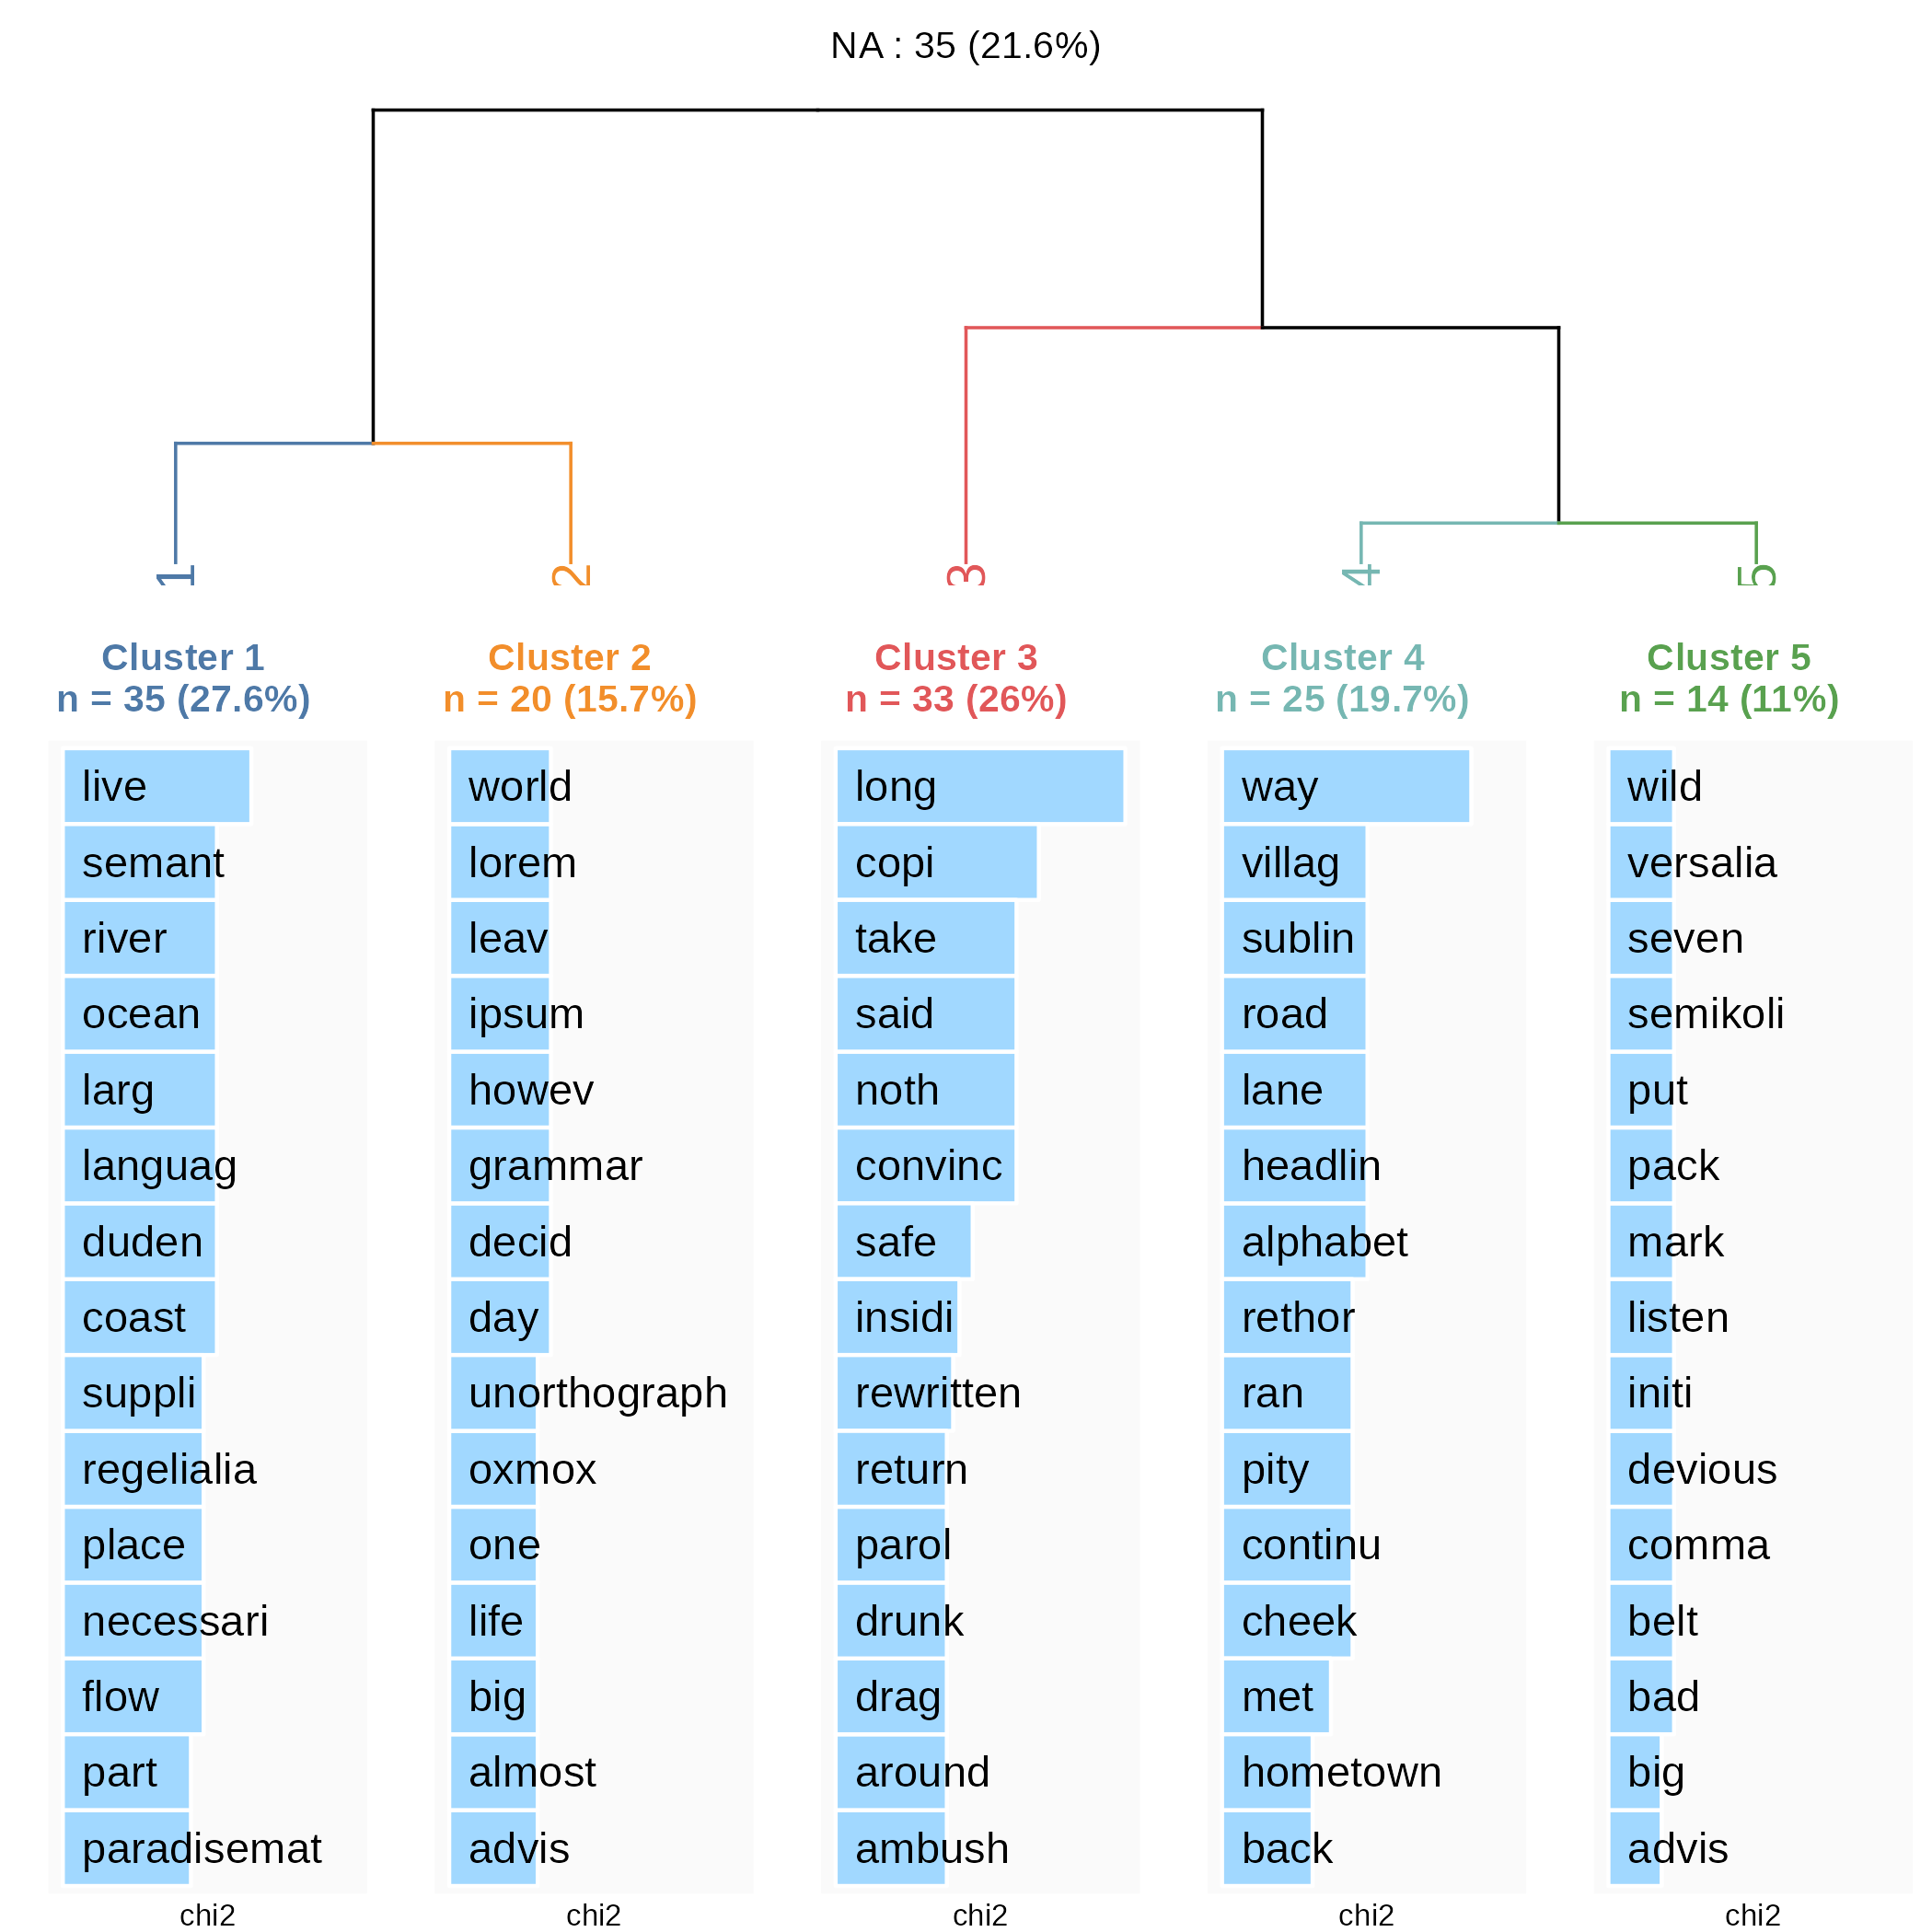 NA : 35 (21.6%)
1
2
3
4
5
Cluster 1
n = 35 (27.6%)
live
semant
river
ocean
larg
languag
duden
coast
suppli
regelialia
place
necessari
flow
part
paradisemat
chi2
Cluster 2
n = 20 (15.7%)
world
lorem
leav
ipsum
howev
grammar
decid
day
unorthograph
oxmox
one
life
big
almost
advis
chi2
Cluster 3
n = 33 (26%)
long
copi
take
said
noth
convinc
safe
insidi
rewritten
return
parol
drunk
drag
around
ambush
chi2
Cluster 4
n = 25 (19.7%)
way
villag
sublin
road
lane
headlin
alphabet
rethor
ran
pity
continu
cheek
met
hometown
back
chi2
Cluster 5
n = 14 (11%)
wild
versalia
seven
semikoli
put
pack
mark
listen
initi
devious
comma
belt
bad
big
advis
chi2